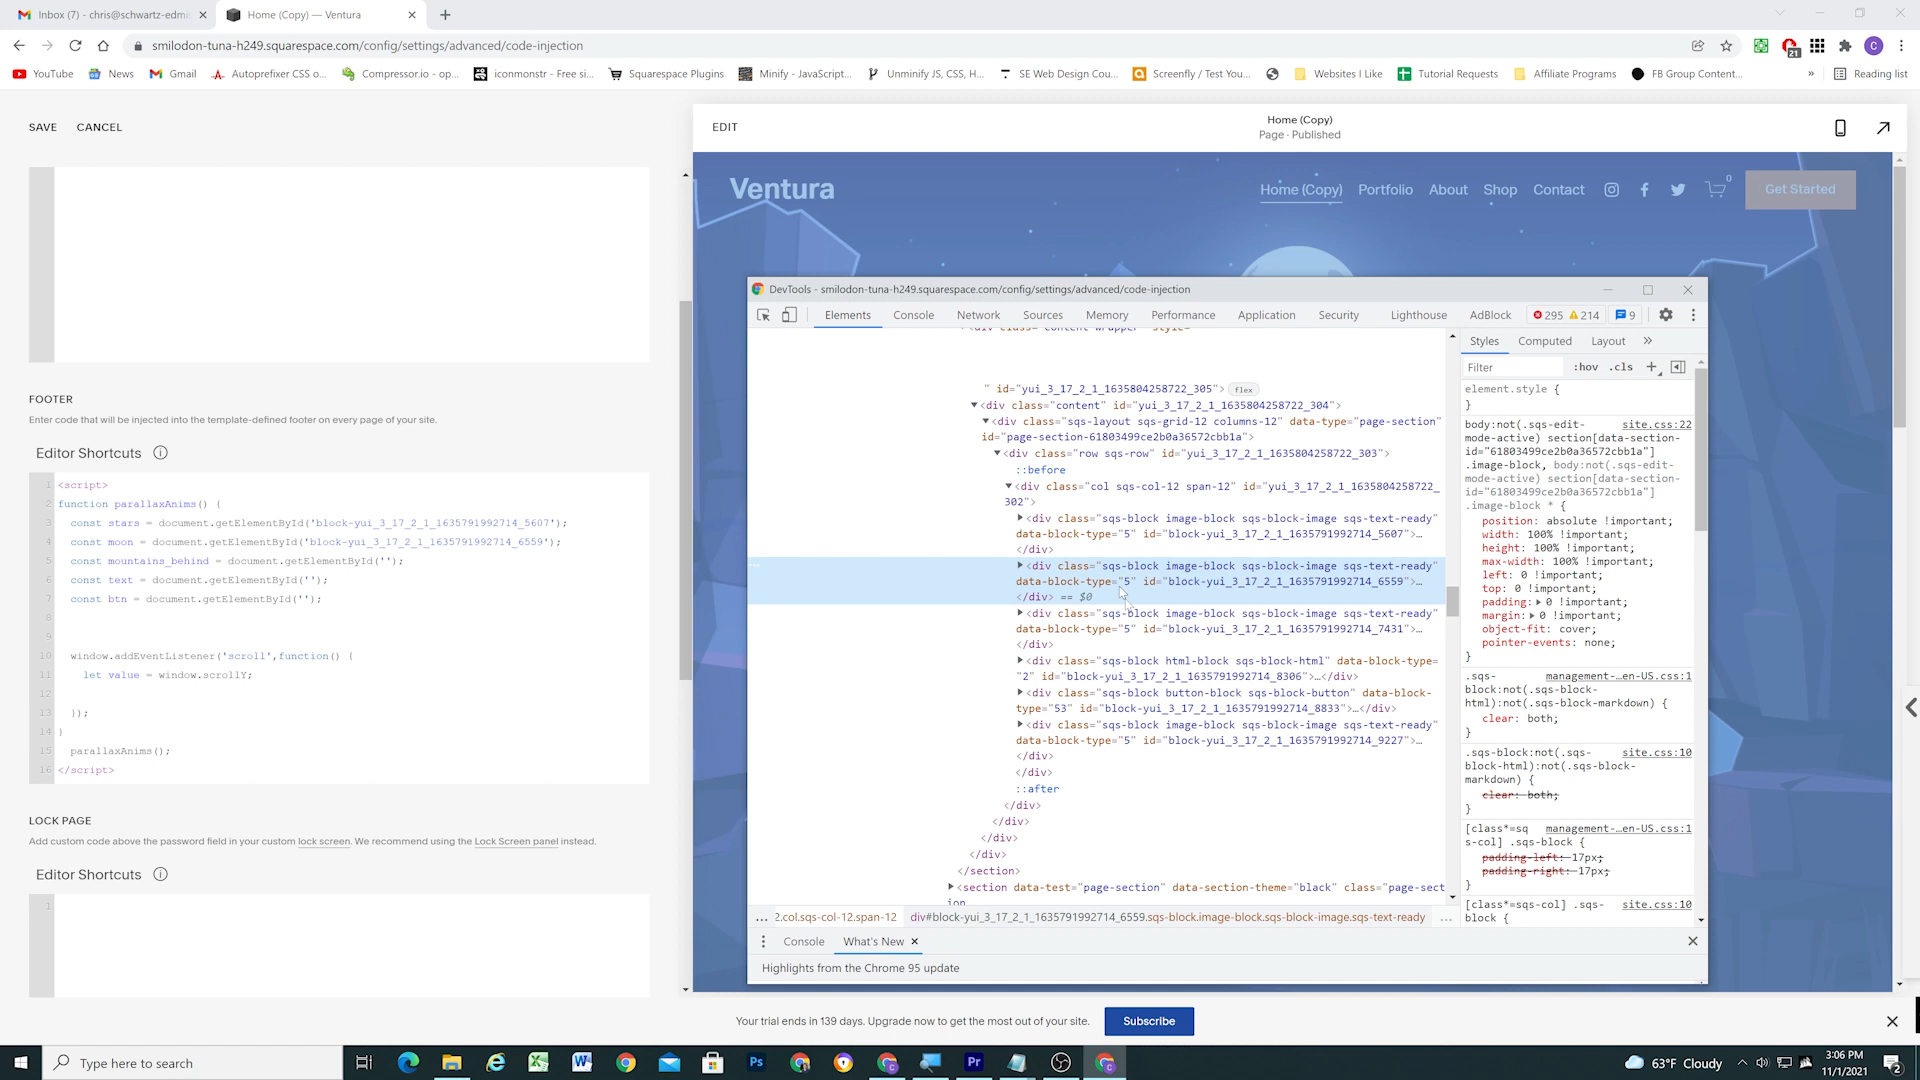 Inbox (7) - chris@schwartz-edmi
Home (Copy) — Ventura
smilodon-tuna-h249.squarespace.com/config/settings/advanced/code-injection
21
C
YouTube
News
Gmail
Autoprefixer CSS o...
Compressor.io - op...
iconmonstr - Free si...
Squarespace Plugins
Minify - JavaScript...
Unminify JS, CSS, H...
SE Web Design Cou...
Screenfly / Test You...
Websites I Like
Tutorial Requests
Affiliate Programs
FB Group Content...
»
Reading list
SAVE
CANCEL
EDIT
Home (Copy)
Page · Published
Ventura
Home (Copy)
Portfolio
About
Shop
Contact
0
Get Started
FOOTER
Enter code that will be injected into the template-defined footer on every page of your site.
Editor Shortcuts
1 <script>
2 function parallaxAnims() {
3 const stars = document.getElementById('block-yui_3_17_2_1_1635791992714_5607');
4 const moon = document.getElementById('block-yui_3_17_2_1_1635791992714_6559');
5 const mountains_behind = document.getElementById('');
6 const text = document.getElementById('');
7 const btn = document.getElementById('');
8
9
10 window.addEventListener('scroll',function() {
11 let value = window.scrollY;
12
13 });
14 }
15 parallaxAnims();
16 </script>
LOCK PAGE
Add custom code above the password field in your custom lock screen. We recommend using the Lock Screen panel instead.
Editor Shortcuts
1
DevTools - smilodon-tuna-h249.squarespace.com/config/settings/advanced/code-injection
Elements
Console
Network
Sources
Memory
Performance
Application
Security
Lighthouse
AdBlock
295
214
9
" id="yui_3_17_2_1_1635804258722_305"> flex
<div class="content" id="yui_3_17_2_1_1635804258722_304">
<div class="sqs-layout sqs-grid-12 columns-12" data-type="page-section"
id="page-section-61803499ce2b0a36572cbb1a">
<div class="row sqs-row" id="yui_3_17_2_1_1635804258722_303">
::before
<div class="col sqs-col-12 span-12" id="yui_3_17_2_1_1635804258722_
302">
<div class="sqs-block image-block sqs-block-image sqs-text-ready"
data-block-type="5" id="block-yui_3_17_2_1_1635791992714_5607">…
</div>
<div class="sqs-block image-block sqs-block-image sqs-text-ready"
data-block-type="5" id="block-yui_3_17_2_1_1635791992714_6559">…
</div> == $0
<div class="sqs-block image-block sqs-block-image sqs-text-ready"
data-block-type="5" id="block-yui_3_17_2_1_1635791992714_7431">…
</div>
<div class="sqs-block html-block sqs-block-html" data-block-type=
"2" id="block-yui_3_17_2_1_1635791992714_8306">…</div>
<div class="sqs-block button-block sqs-block-button" data-block-
type="53" id="block-yui_3_17_2_1_1635791992714_8833">…</div>
<div class="sqs-block image-block sqs-block-image sqs-text-ready"
data-block-type="5" id="block-yui_3_17_2_1_1635791992714_9227">…
</div>
</div>
::after
</div>
</div>
</div>
</div>
</section>
<section data-test="page-section" data-section-theme="black" class="page-sect
ion
... 2.col.sqs-col-12.span-12
div#block-yui_3_17_2_1_1635791992714_6559.sqs-block.image-block.sqs-block-image.sqs-text-ready
...
Styles
Computed
Layout
»
Filter
:hov
.cls
+
element.style {
}
body:not(.sqs-edit- site.css:22
mode-active) section[data-section-
id="61803499ce2b0a36572cbb1a"]
.image-block, body:not(.sqs-edit-
mode-active) section[data-section-
id="61803499ce2b0a36572cbb1a"]
.image-block * {
position: absolute !important;
width: 100% !important;
height: 100% !important;
max-width: 100% !important;
left: 0 !important;
top: 0 !important;
padding: 0 !important;
margin: 0 !important;
object-fit: cover;
pointer-events: none;
}
.sqs- management-…en-US.css:1
block:not(.sqs-block-
html):not(.sqs-block-markdown) {
clear: both;
}
.sqs-block:not(.sqs- site.css:10
block-html):not(.sqs-block-
markdown) {
clear: both;
}
[class*=sq management-…en-US.css:1
s-col] .sqs-block {
padding-left: 17px;
padding-right: 17px;
}
[class*=sqs-col] .sqs- site.css:10
block {
Console
What's New
Highlights from the Chrome 95 update
Your trial ends in 139 days. Upgrade now to get the most out of your site.
Subscribe
Type here to search
Ps
Pr
63°F Cloudy
3:06 PM
11/1/2021
2